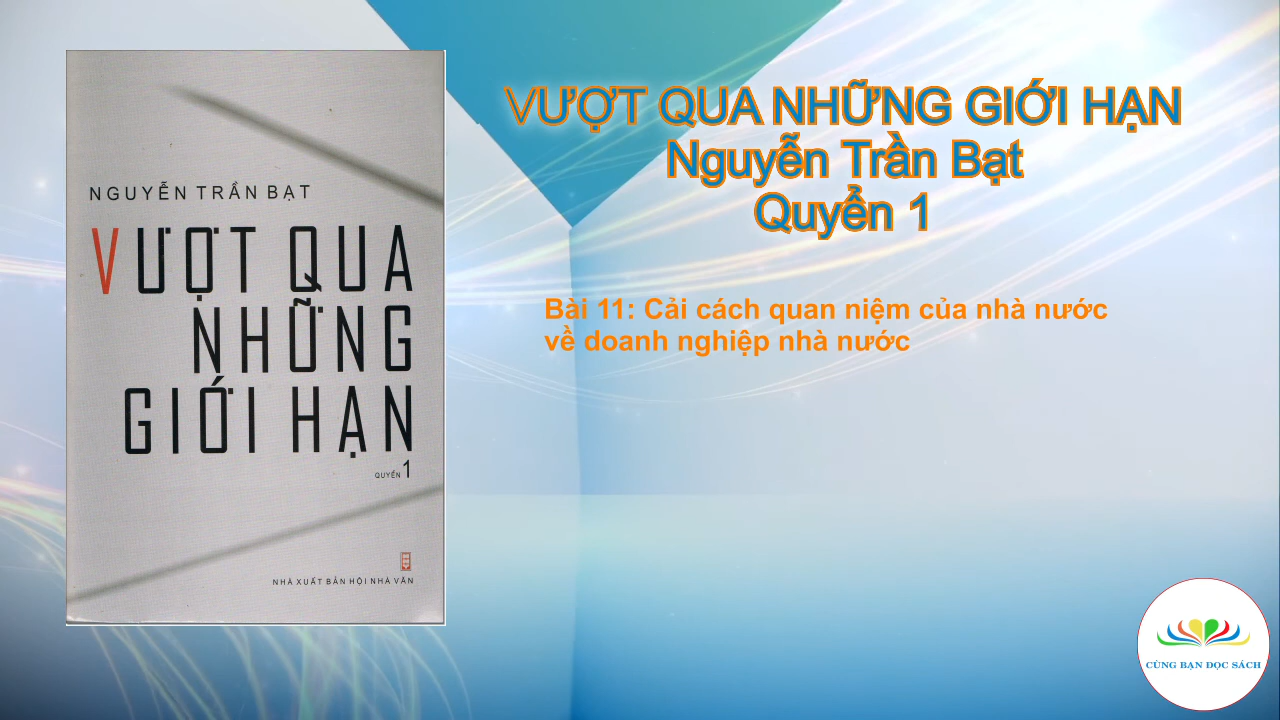 NGUYỄN TRẦN BẠT
VƯỢT QUA
NHỮNG
GIỚI HẠN
QUYỂN 1
NHÀ XUẤT BẢN HỘI NHÀ VĂN
VƯỢT QUA NHỮNG GIỚI HẠN
Nguyễn Trần Bạt
Quyển 1
Bài 11: Cải cách quan niệm của nhà nước
về doanh nghiệp nhà nước
CÙNG BẠN ĐỌC SÁCH